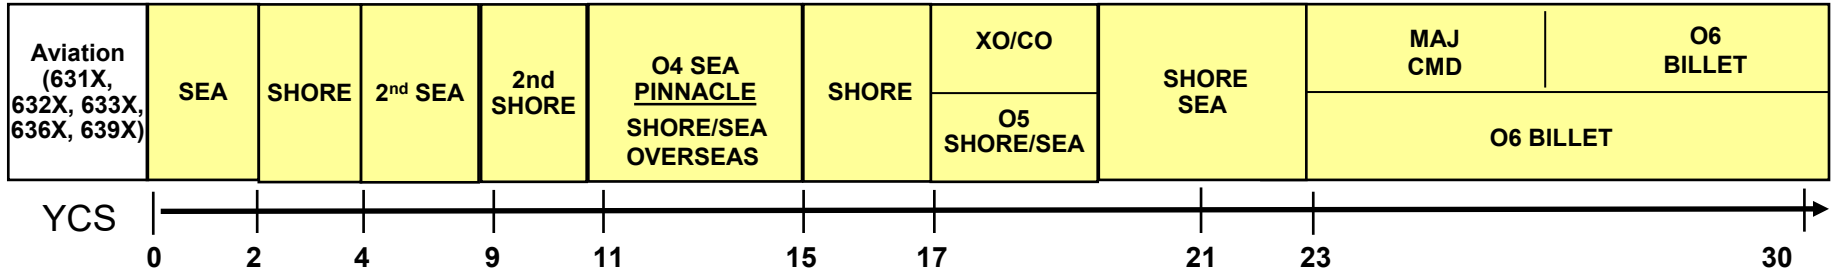 Aviation
(631X,
632X, 633X,
636X, 639X)
SEA
SHORE
2nd SEA
2nd
SHORE
O4 SEA
PINNACLE
SHORE/SEA
OVERSEAS
SHORE
XO/CO
O5
SHORE/SEA
SHORE
SEA
MAJ
CMD
O6
BILLET
O6 BILLET
YCS
0 2 4 9 11 15 17 21 23 30